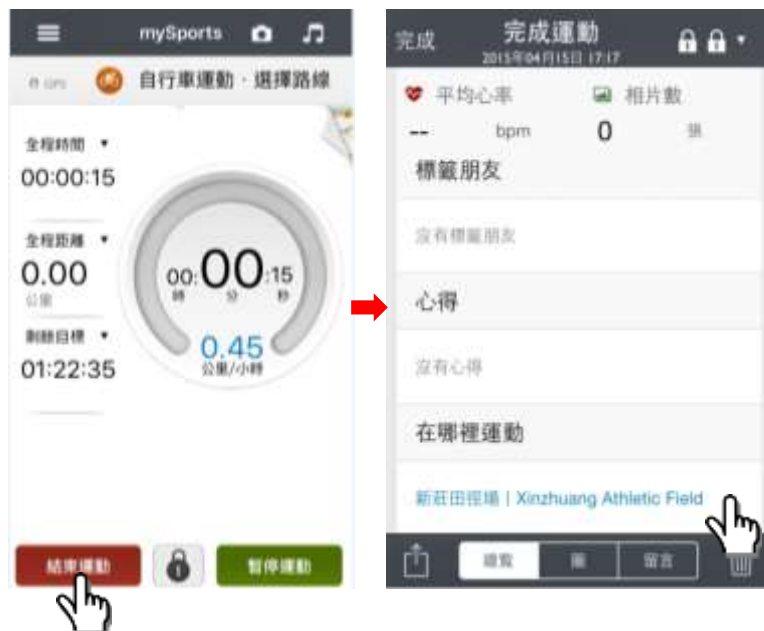 mySports
自行車運動 · 選擇路線
全程時間 ▼
00:00:15
全程距離 ▼
0.00
公里
剩餘目標 ▼
01:22:35
00:00:15
時 分 秒
0.45
公里/小時
結束運動
暫停運動
完成
完成運動
2015年04月15日 17:17
平均心率
相片數
-- bpm
0 張
標籤朋友
沒有標籤朋友
心得
沒有心得
在哪裡運動
新莊田徑場 | Xinzhuang Athletic Field
總覽
圖
留言